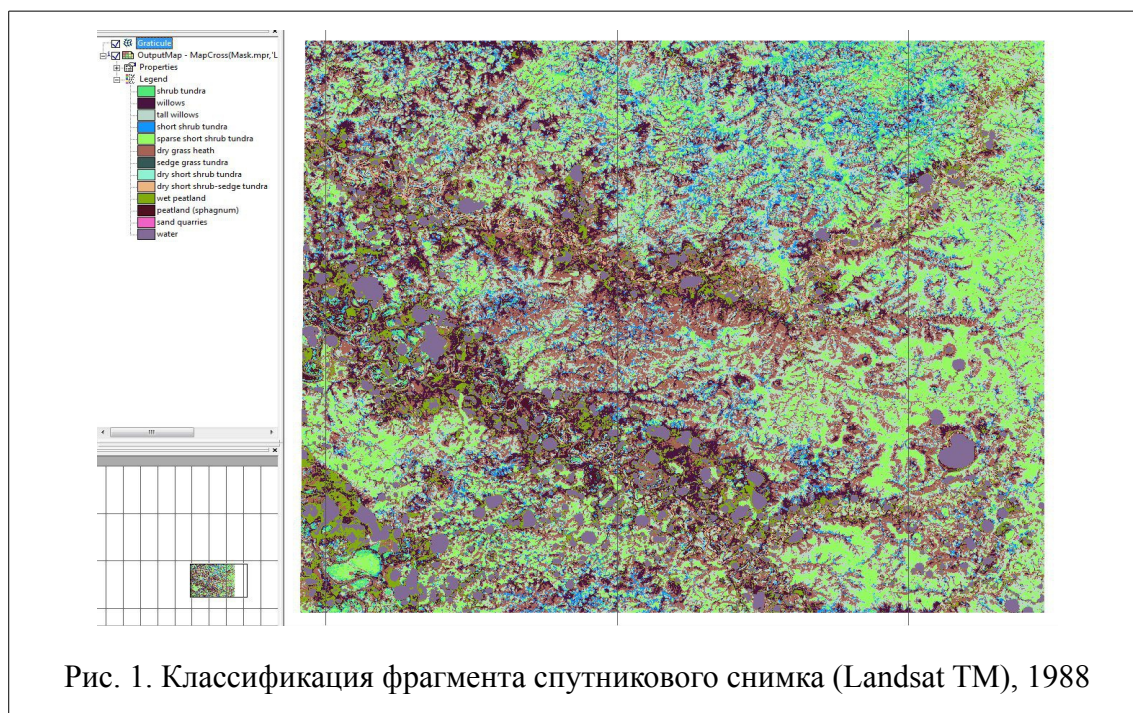 Graticule
OutputMap - MapCross(Mask.mpr,'L
Properties
Legend
shrub tundra
willows
tall willows
short shrub tundra
sparse short shrub tundra
dry grass heath
sedge grass tundra
dry short shrub tundra
dry short shrub-sedge tundra
wet peatland
peatland (sphagnum)
sand quarries
water
Рис. 1. Классификация фрагмента спутникового снимка (Landsat TM), 1988